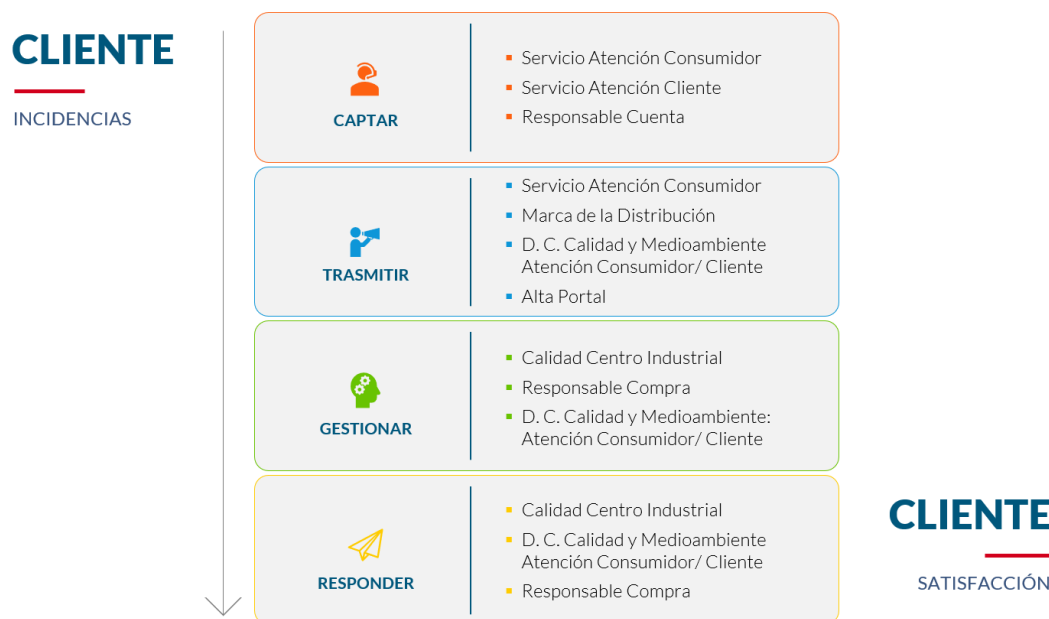 CLIENTE
INCIDENCIAS
CAPTAR
Servicio Atención Consumidor
Servicio Atención Cliente
Responsable Cuenta
TRASMITIR
Servicio Atención Consumidor
Marca de la Distribución
D. C. Calidad y Medioambiente
Atención Consumidor/ Cliente
Alta Portal
GESTIONAR
Calidad Centro Industrial
Responsable Compra
D. C. Calidad y Medioambiente:
Atención Consumidor/ Cliente
RESPONDER
Calidad Centro Industrial
D. C. Calidad y Medioambiente
Atención Consumidor/ Cliente
Responsable Compra
CLIENTE
SATISFACCIÓN